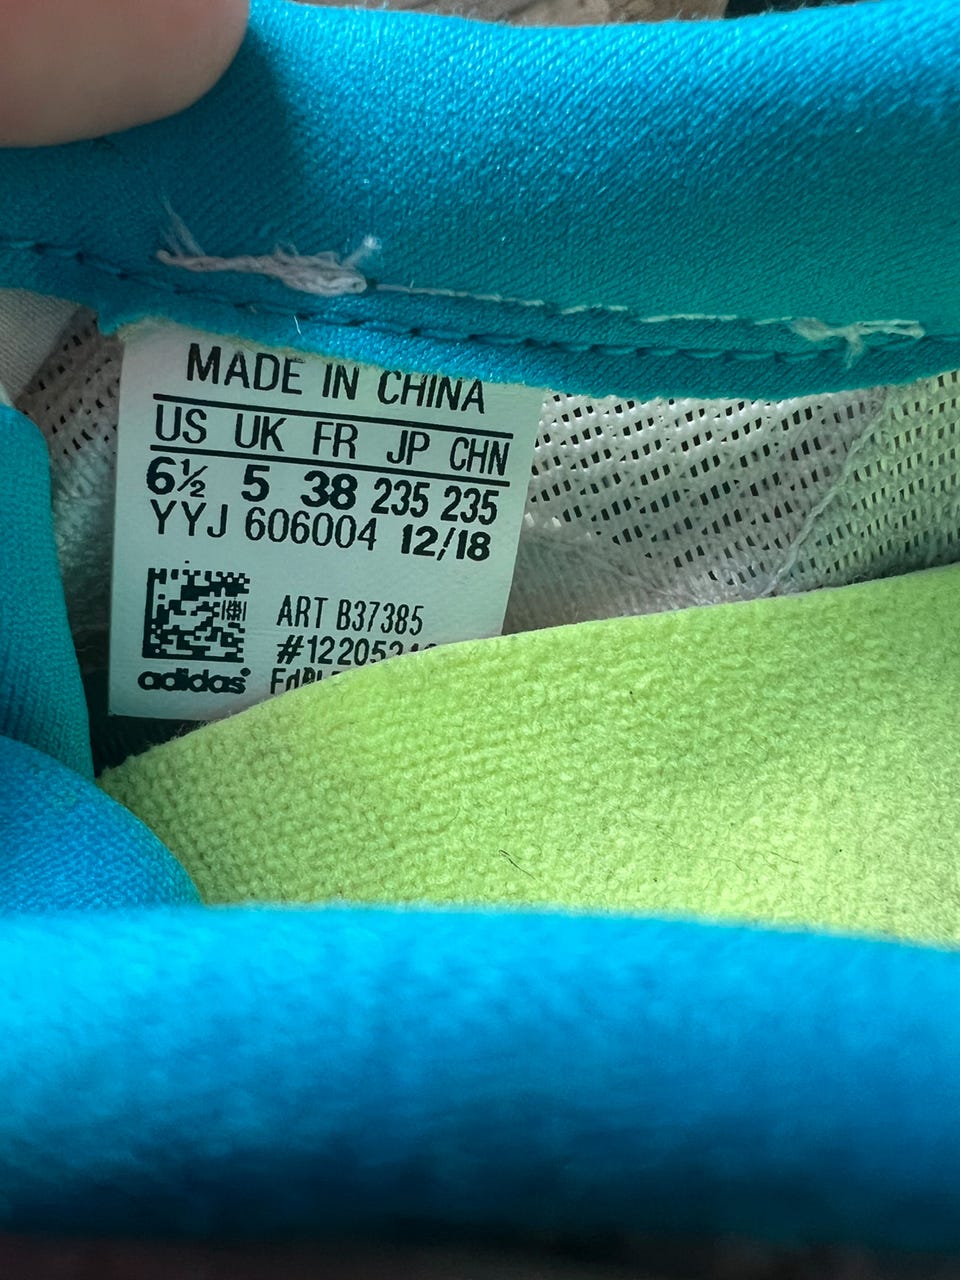 MADE IN CHINA
US UK FR JP CHN
6½ 5 38 235 235
YYJ 606004 12/18
ART B37385
adidas